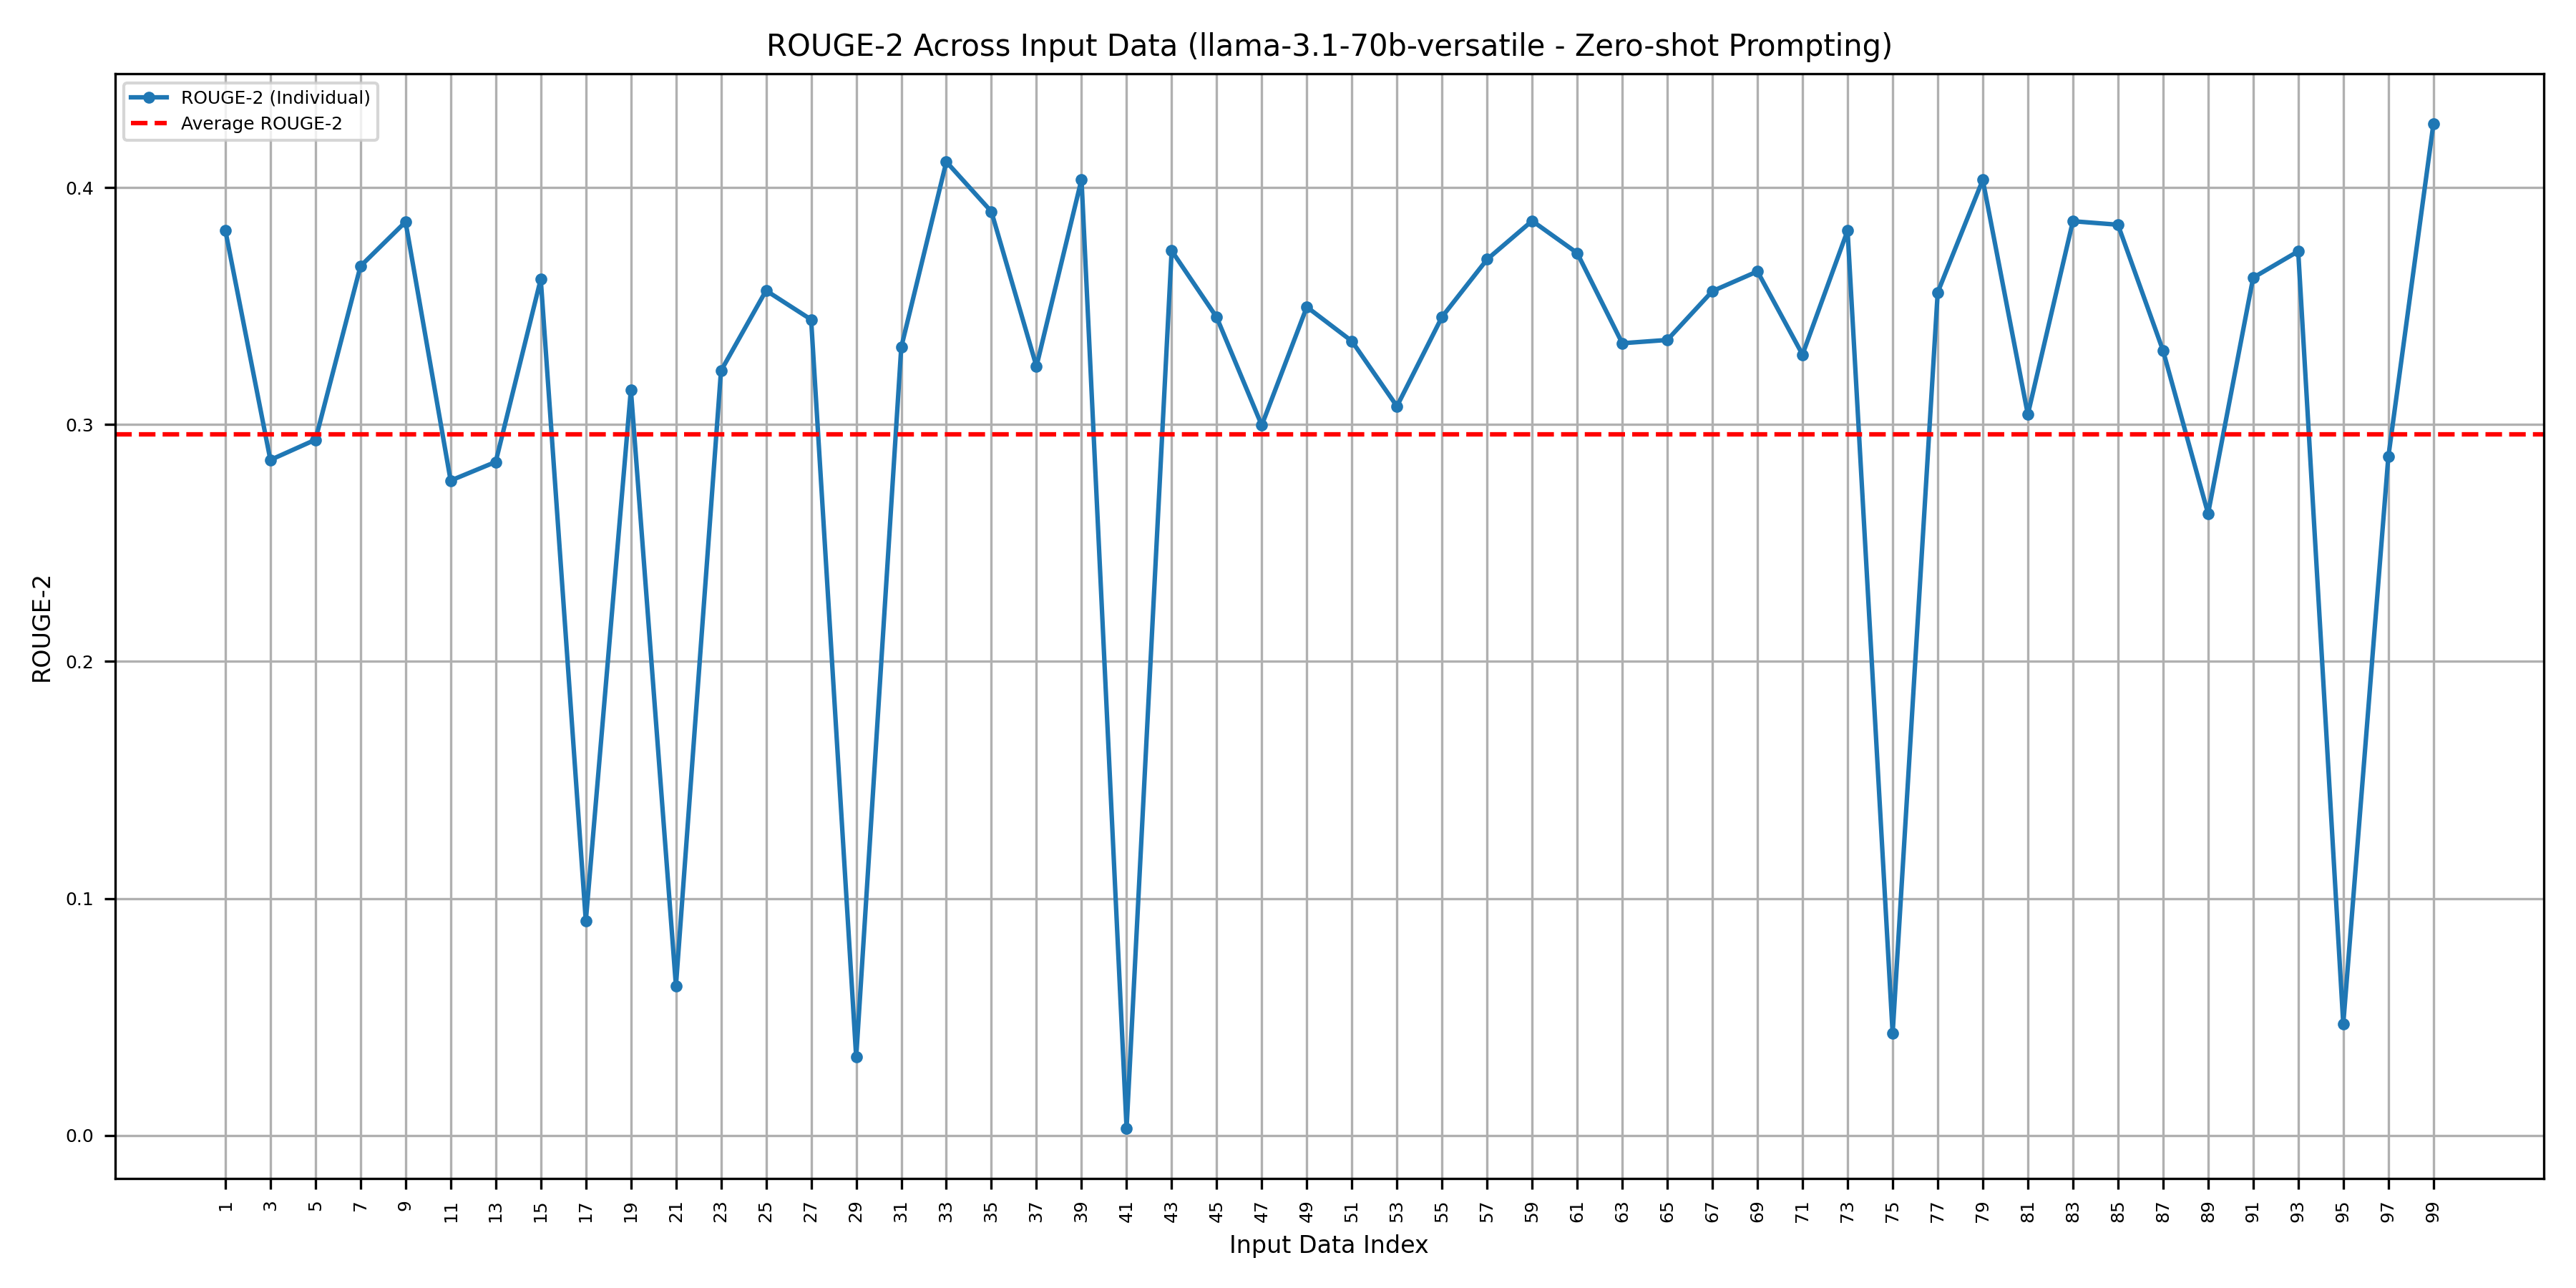 ROUGE-2 Across Input Data (llama-3.1-70b-versatile - Zero-shot Prompting)
ROUGE-2 (Individual)
Average ROUGE-2
ROUGE-2
0.4
0.3
0.2
0.1
0.0
1 3 5 7 9 11 13 15 17 19 21 23 25 27 29 31 33 35 37 39 41 43 45 47 49 51 53 55 57 59 61 63 65 67 69 71 73 75 77 79 81 83 85 87 89 91 93 95 97 99
Input Data Index